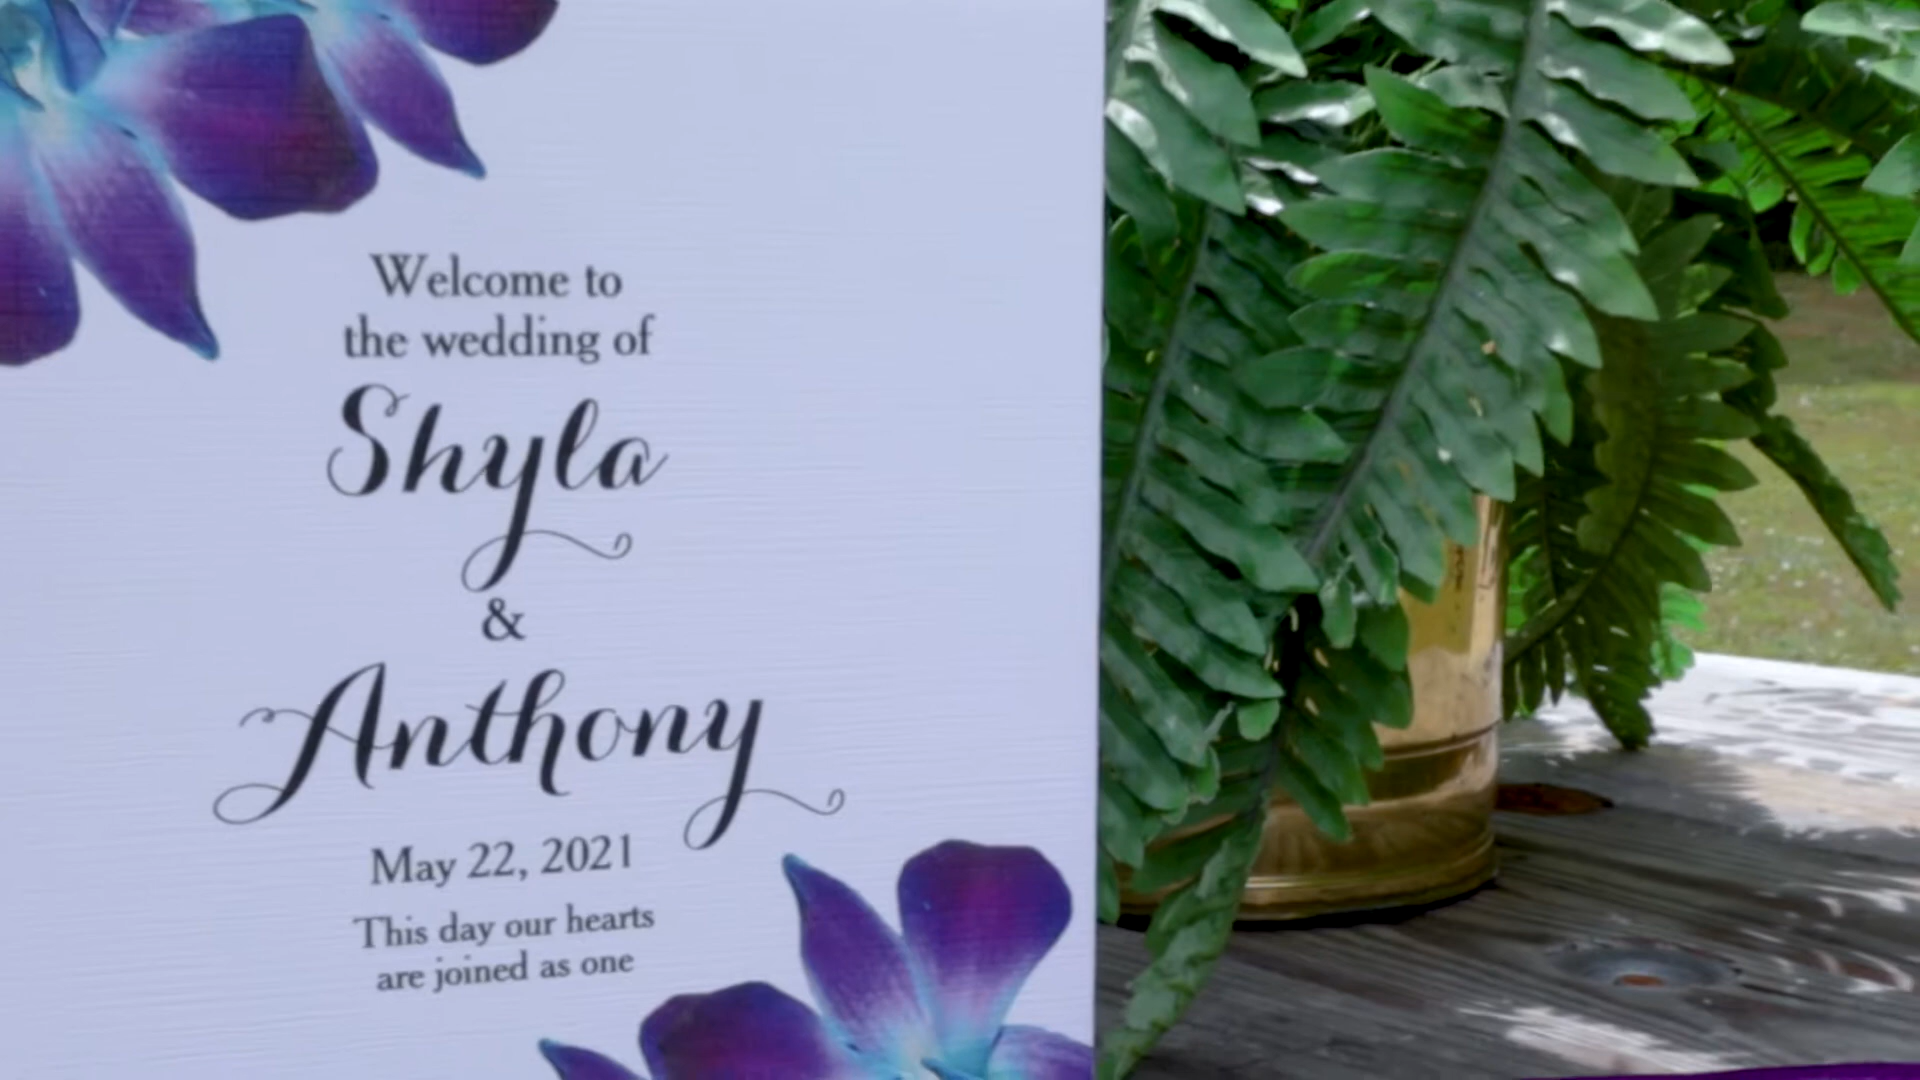 Welcome to
the wedding of
Shyla
&
Anthony
May 22, 2021
This day our hearts
are joined as one